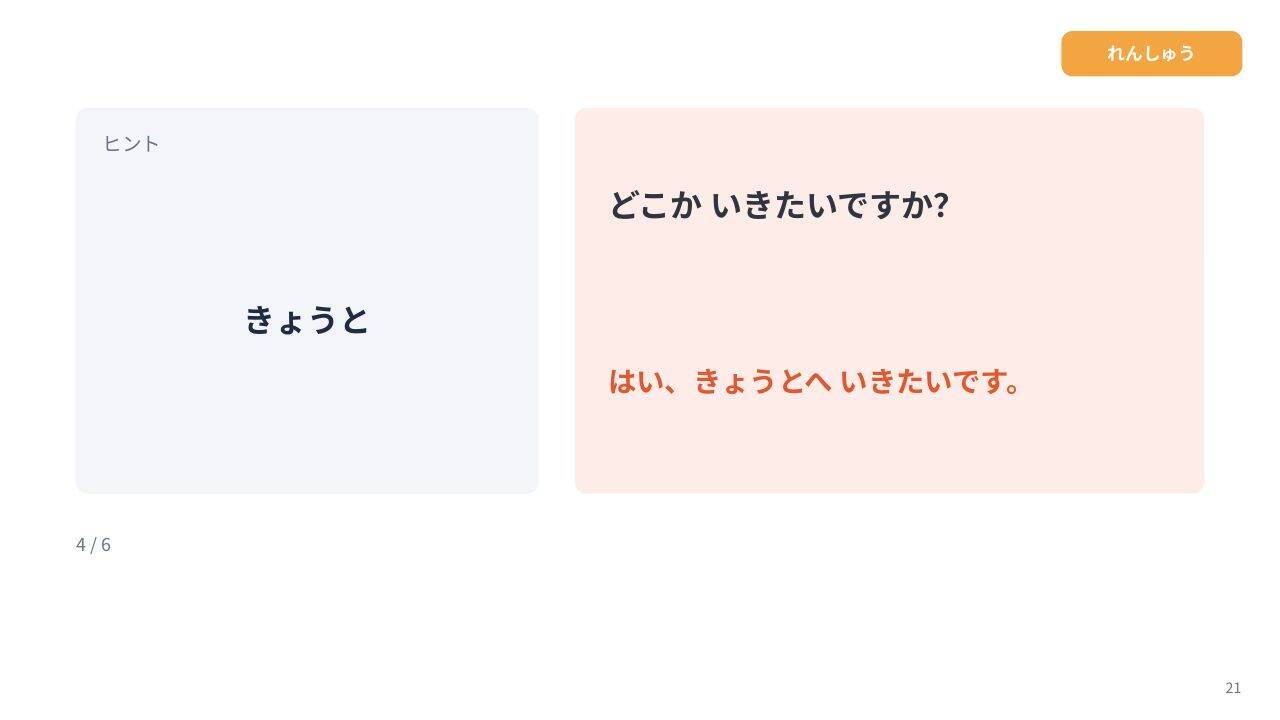 れんしゅう
ヒント
きょうと
どこか いきたいですか?
はい、きょうとへ いきたいです。
4 / 6
21